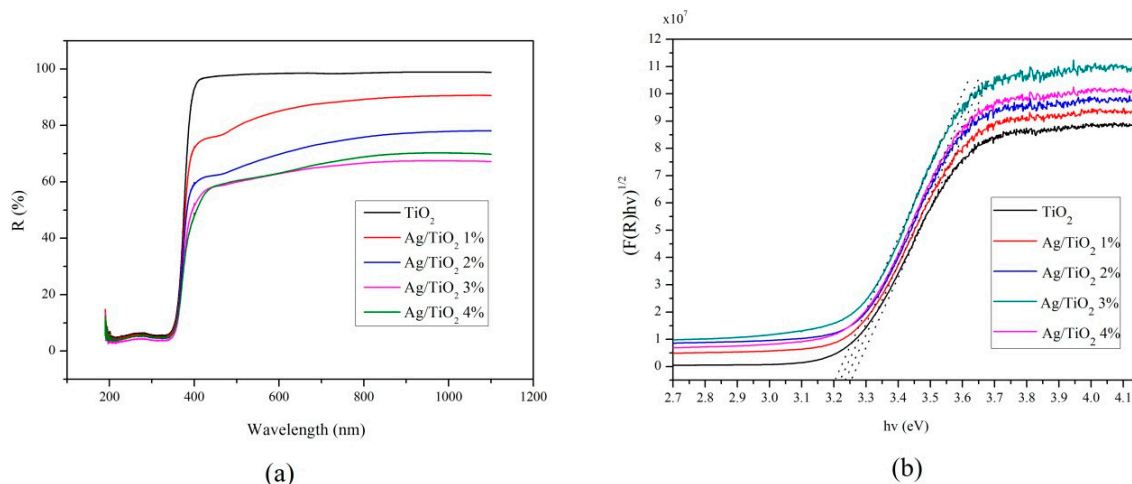 R (%)
100
80
60
40
20
0
TiO₂
Ag/TiO₂ 1%
Ag/TiO₂ 2%
Ag/TiO₂ 3%
Ag/TiO₂ 4%
200 400 600 800 1000 1200
Wavelength (nm)
(a)
x10⁷
(F(R)hν)¹/²
12
11
10
9
8
7
6
5
4
3
2
1
0
TiO₂
Ag/TiO₂ 1%
Ag/TiO₂ 2%
Ag/TiO₂ 3%
Ag/TiO₂ 4%
2.7 2.8 2.9 3.0 3.1 3.2 3.3 3.4 3.5 3.6 3.7 3.8 3.9 4.0 4.1
hν (eV)
(b)